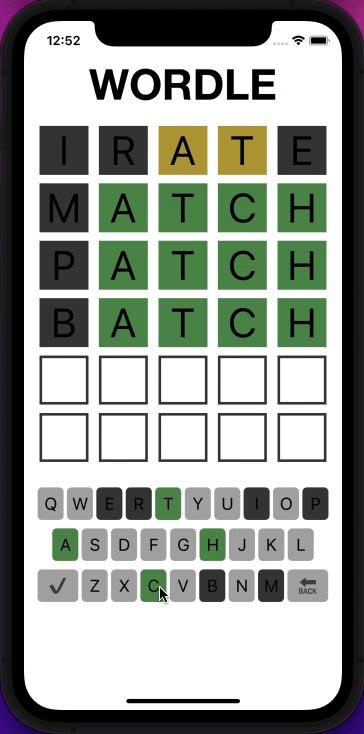 12:52
WORDLE
I R A T E
M A T C H
P A T C H
B A T C H
Q W E R T Y U I O P
A S D F G H J K L
Z X C V B N M BACK